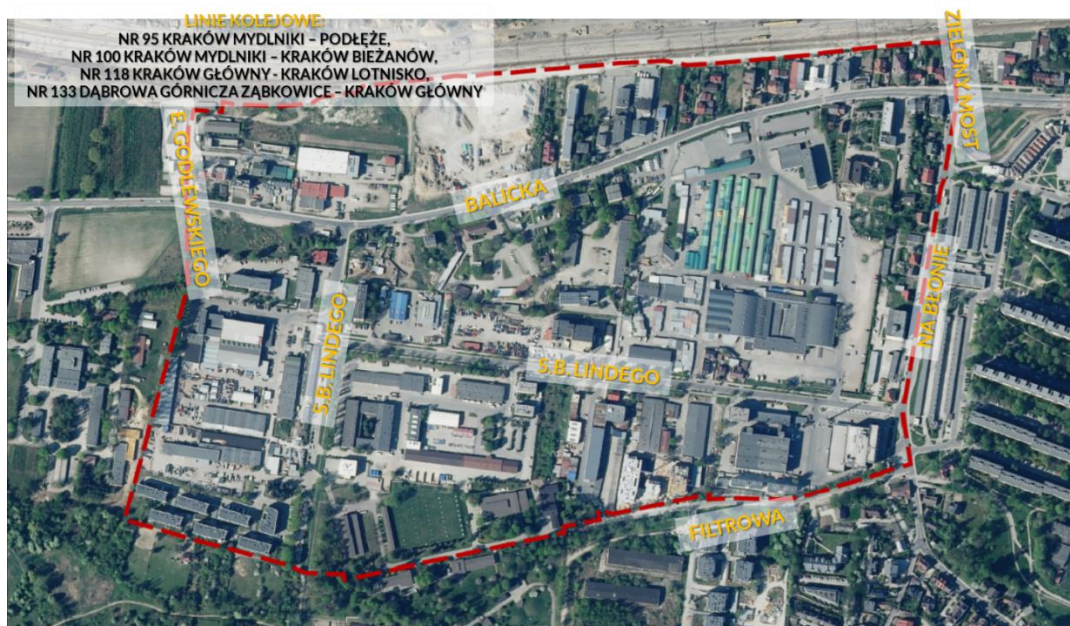 LINIE KOLEJOWE:
NR 95 KRAKÓW MYDLNIKI – PODŁĘŻE,
NR 100 KRAKÓW MYDLNIKI – KRAKÓW BIEŻANÓW,
NR 118 KRAKÓW GŁÓWNY - KRAKÓW LOTNISKO,
NR 133 DĄBROWA GÓRNICZA ZĄBKOWICE – KRAKÓW GŁÓWNY
ZIELONY MOST
E. GODLEWSKIEGO
BALICKA
NA BŁONIE
S.B. LINDEGO
S.B. LINDEGO
FILTROWA